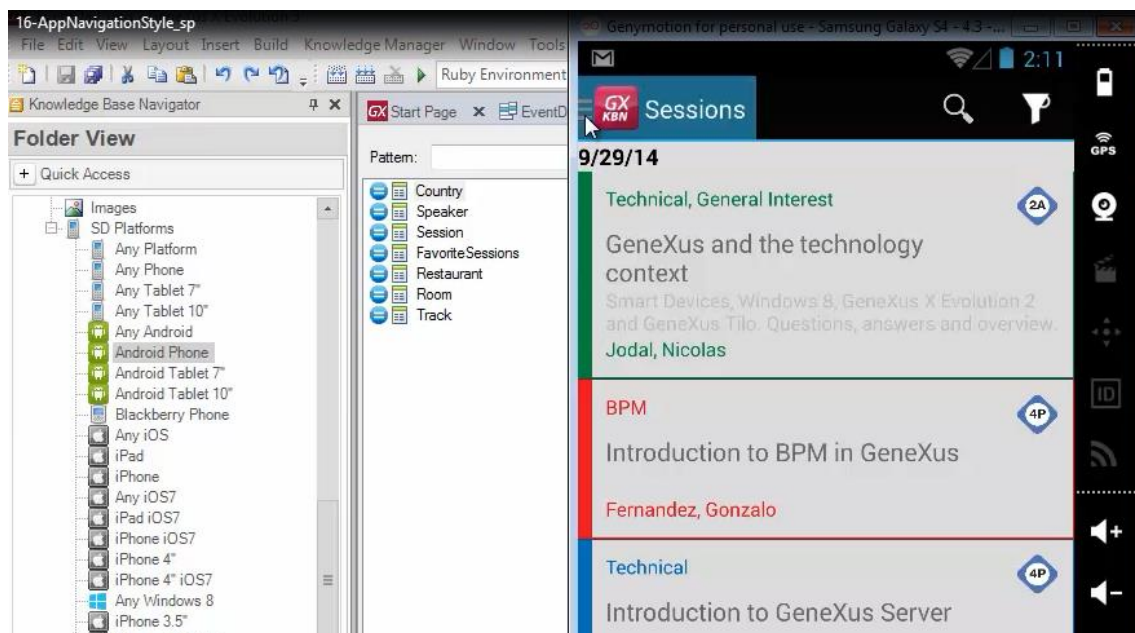 16-AppNavigationStyle_sp
File Edit View Layout Insert Build Knowledge Manager Window Tools
Ruby Environment
Knowledge Base Navigator
Folder View
Quick Access
Images
SD Platforms
Any Platform
Any Phone
Any Tablet 7"
Any Tablet 10"
Any Android
Android Phone
Android Tablet 7"
Android Tablet 10"
Blackberry Phone
Any iOS
iPad
iPhone
Any iOS7
iPad iOS7
iPhone iOS7
iPhone 4"
iPhone 4" iOS7
Any Windows 8
iPhone 3.5"
GX Start Page EventD
Pattern:
Country
Speaker
Session
FavoriteSessions
Restaurant
Room
Track
Genymotion for personal use - Samsung Galaxy S4 - 4.3 -...
2:11
GX KBN Sessions
9/29/14
Technical, General Interest
2A
GeneXus and the technology
context
Smart Devices, Windows 8, GeneXus X Evolution 2
and GeneXus Tilo. Questions, answers and overview.
Jodal, Nicolas
BPM
4P
Introduction to BPM in GeneXus
Fernandez, Gonzalo
Technical
4P
Introduction to GeneXus Server
GPS
ID